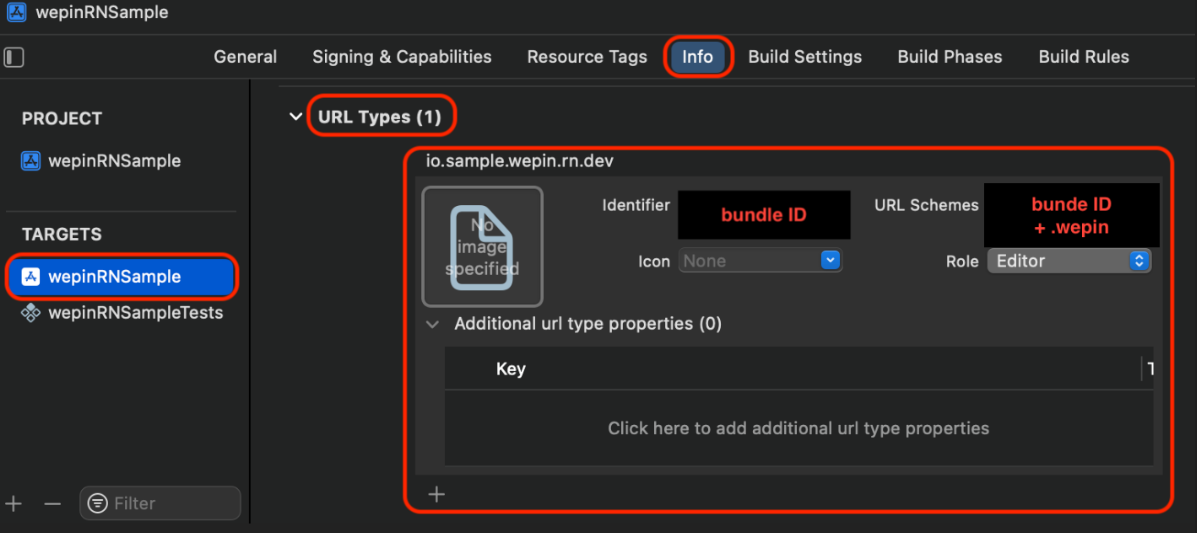 wepinRNSample
General Signing & Capabilities Resource Tags Info Build Settings Build Phases Build Rules
PROJECT
wepinRNSample
TARGETS
wepinRNSample
wepinRNSampleTests
Filter
URL Types (1)
io.sample.wepin.rn.dev
No
image
specified
Identifier
bundle ID
URL Schemes
bunde ID
+ .wepin
Icon None
Role Editor
Additional url type properties (0)
Key
Click here to add additional url type properties